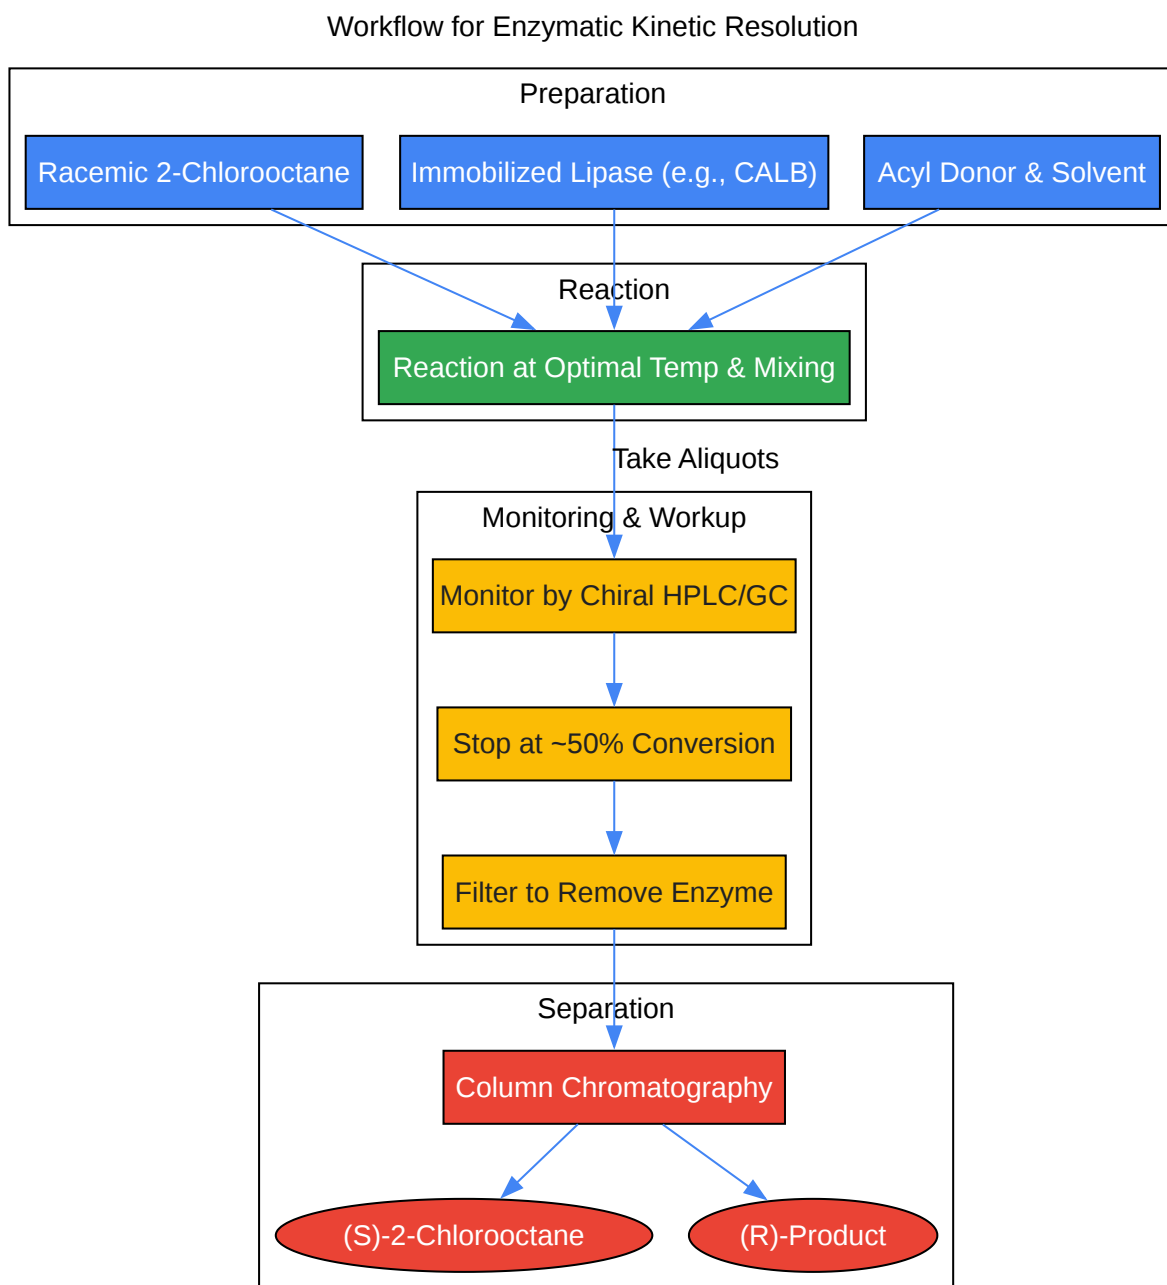 Workflow for Enzymatic Kinetic Resolution
Preparation
Racemic 2-Chlorooctane
Immobilized Lipase (e.g., CALB)
Acyl Donor & Solvent
Reaction
Reaction at Optimal Temp & Mixing
Take Aliquots
Monitoring & Workup
Monitor by Chiral HPLC/GC
Stop at ~50% Conversion
Filter to Remove Enzyme
Separation
Column Chromatography
(S)-2-Chlorooctane
(R)-Product